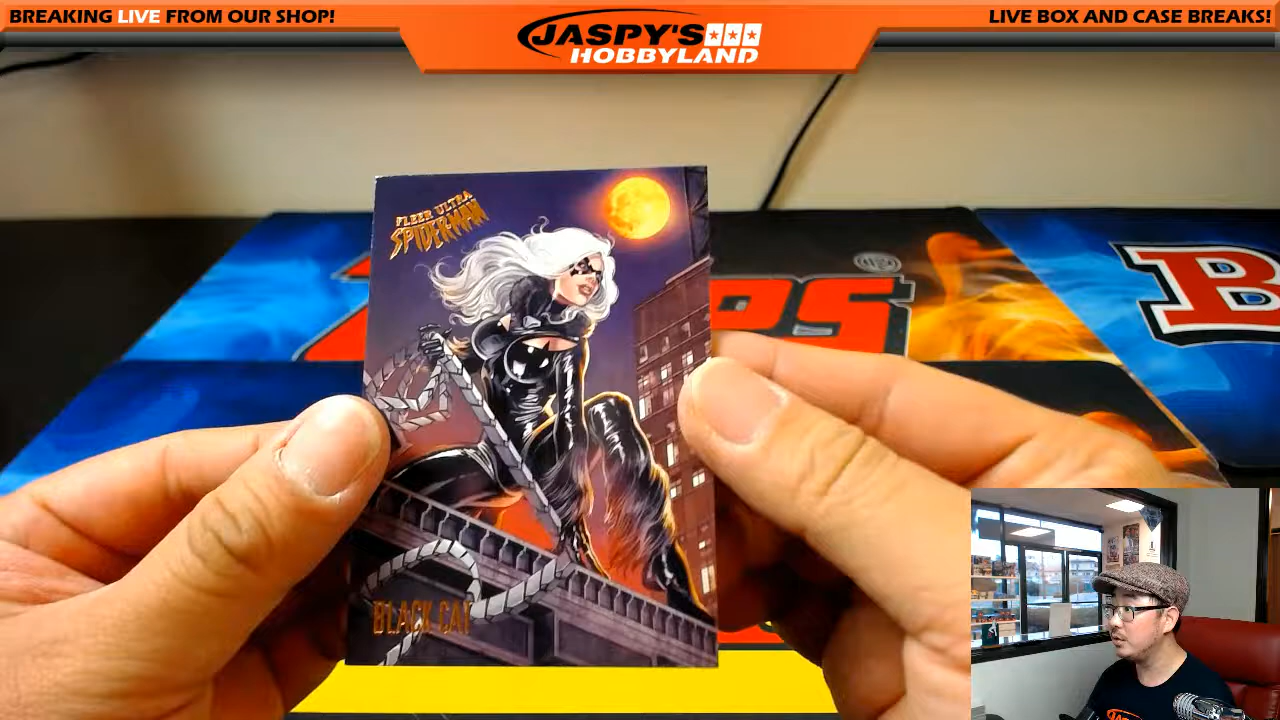 BREAKING LIVE FROM OUR SHOP!
JASPY'S
HOBBYLAND
LIVE BOX AND CASE BREAKS!
FLEER ULTRA
SPIDER-MAN
BLACK CAT